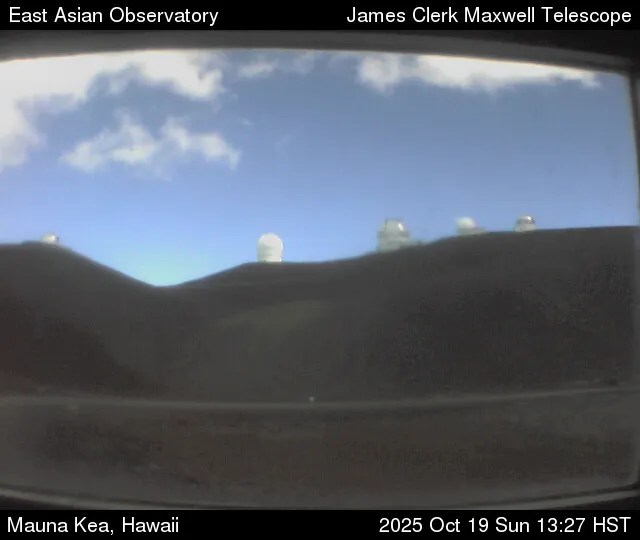 East Asian Observatory
James Clerk Maxwell Telescope
Mauna Kea, Hawaii
2025 Oct 19 Sun 13:27 HST